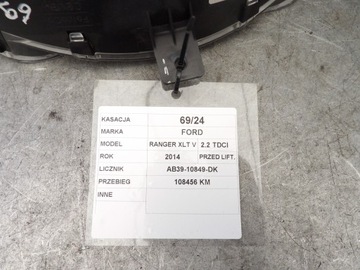 69
KASACJA 69/24
MARKA FORD
MODEL RANGER XLT V 2.2 TDCI
ROK 2014 PRZED LIFT.
LICZNIK AB39-10849-DK
PRZEBIEG 108456 KM
INNE